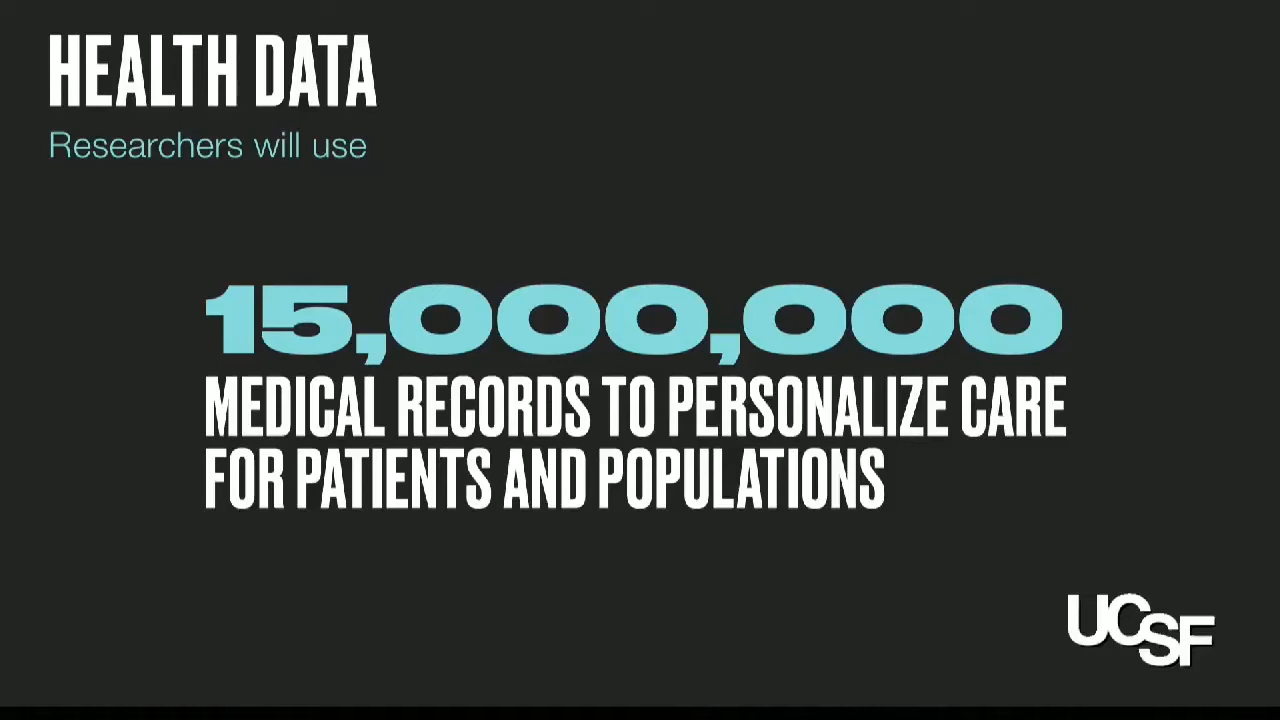 HEALTH DATA
Researchers will use
15,000,000
MEDICAL RECORDS TO PERSONALIZE CARE
FOR PATIENTS AND POPULATIONS
UCSF